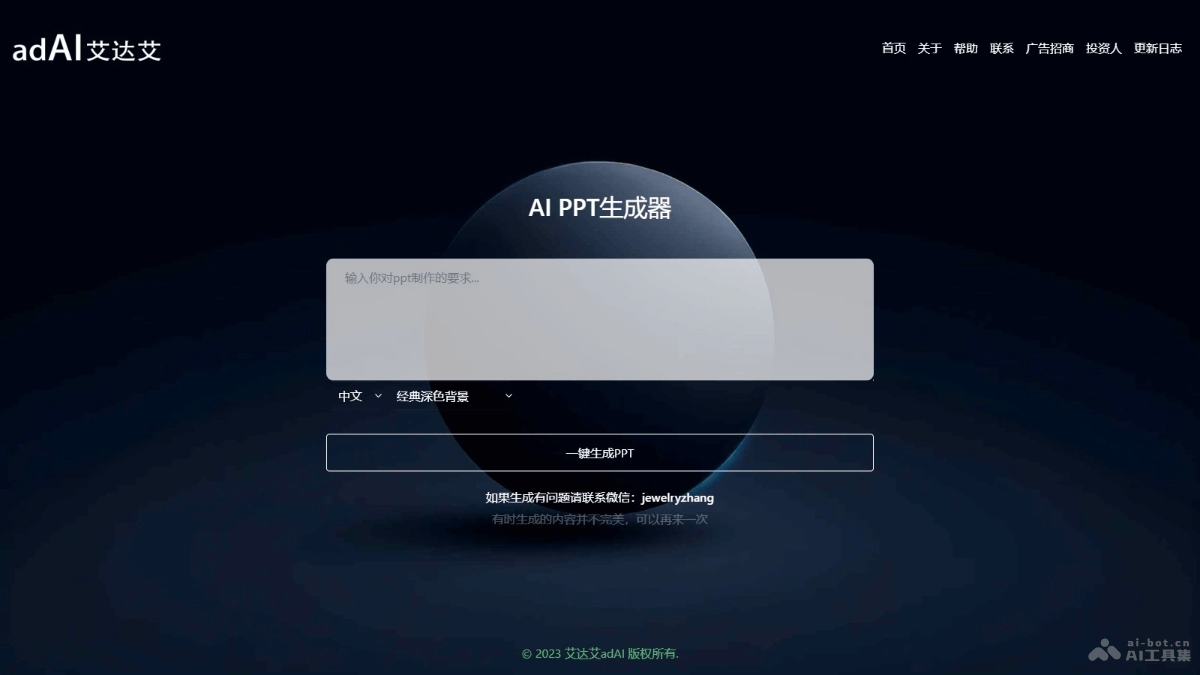 adAI艾达艾
首页 关于 帮助 联系 广告招商 投资人 更新日志
AI PPT生成器
输入你对ppt制作的要求...
中文 经典深色背景
一键生成PPT
如果生成有问题请联系微信：jewelryzhang
有时生成的内容并不完美，可以再来一次
© 2023 艾达艾adAI 版权所有.
ai-bot.cn
AI工具集